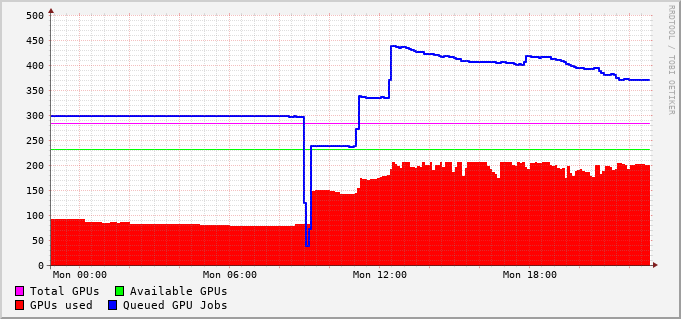 500
450
400
350
300
250
200
150
100
50
0
Mon 00:00 Mon 06:00 Mon 12:00 Mon 18:00
Total GPUs Available GPUs
GPUs used Queued GPU Jobs
RRDTOOL / TOBI OETIKER